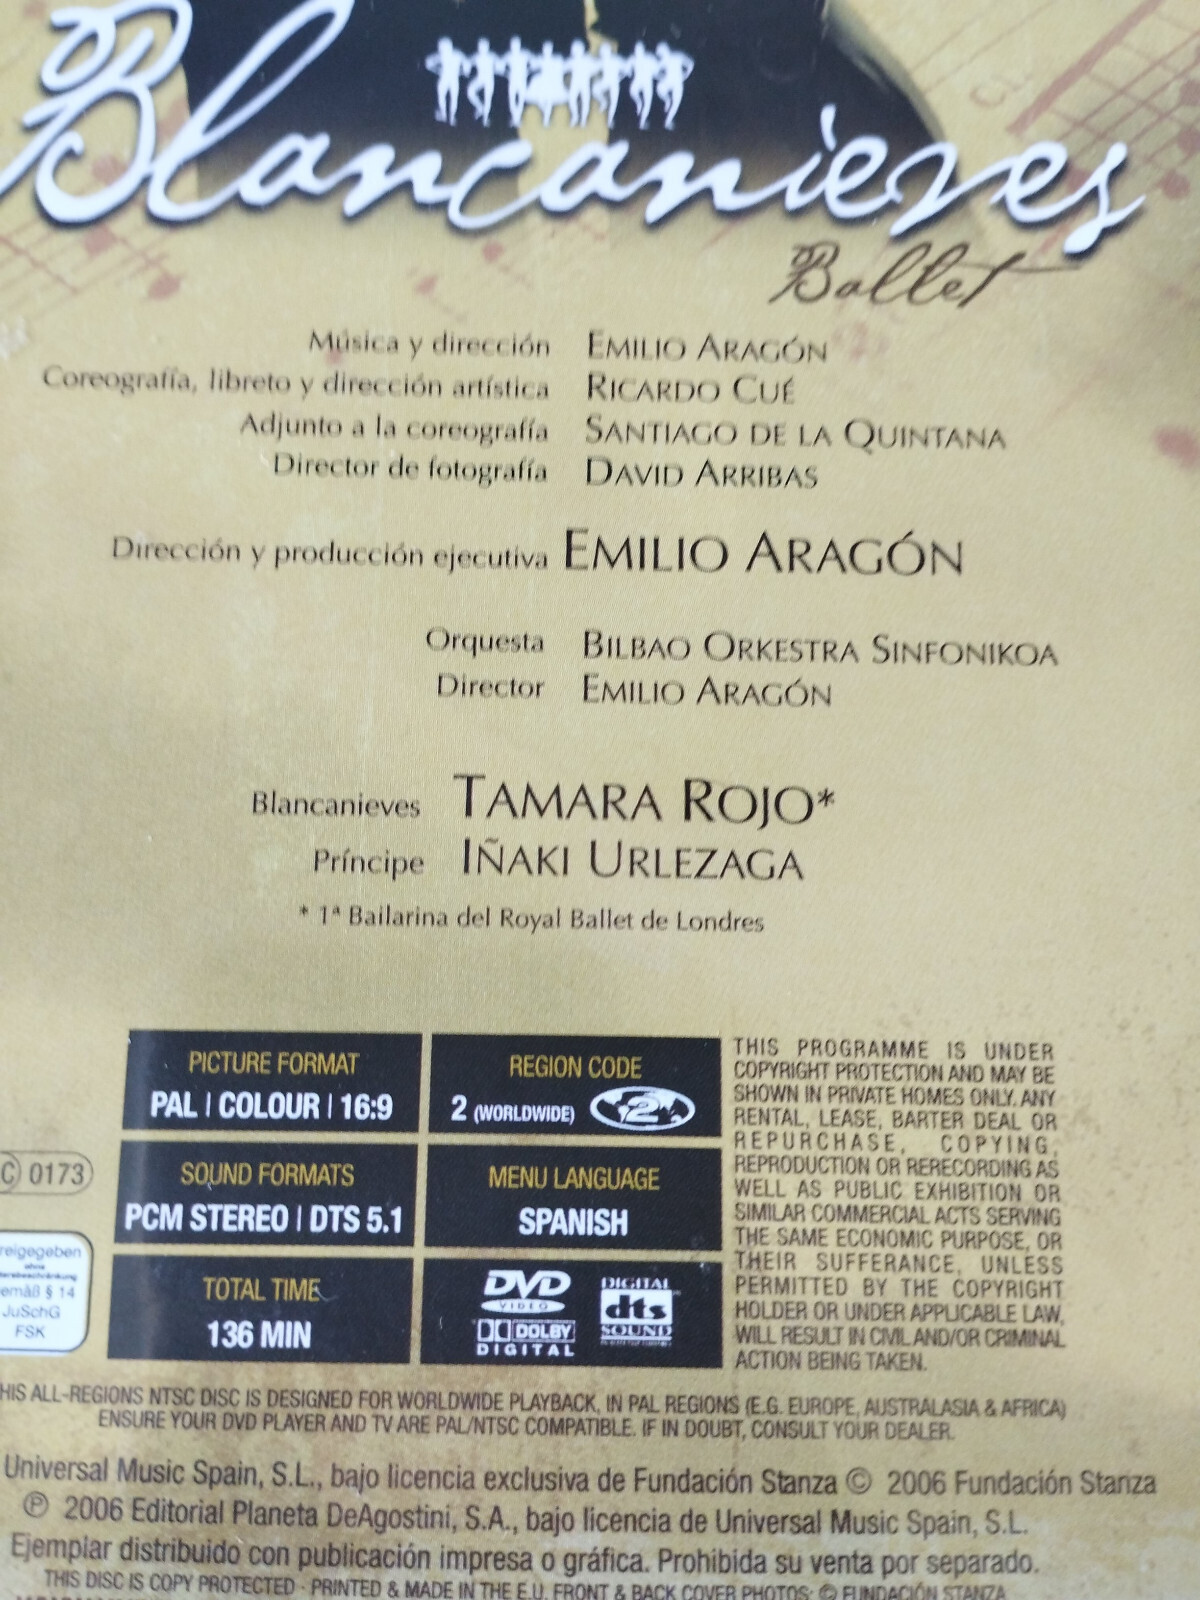 Blancanieves
Ballet
Música y dirección EMILIO ARAGÓN
Coreografía, libreto y dirección artística RICARDO CUÉ
Adjunto a la coreografía SANTIAGO DE LA QUINTANA
Director de fotografía DAVID ARRIBAS
Dirección y producción ejecutiva EMILIO ARAGÓN
Orquesta BILBAO ORKESTRA SINFONIKOA
Director EMILIO ARAGÓN
Blancanieves TAMARA ROJO*
Príncipe IÑAKI URLEZAGA
* 1ª Bailarina del Royal Ballet de Londres
PICTURE FORMAT
PAL | COLOUR | 16:9
REGION CODE
2 (WORLDWIDE) 2
SOUND FORMATS
PCM STEREO | DTS 5.1
MENU LANGUAGE
SPANISH
TOTAL TIME
136 MIN
DVD
VIDEO
DOLBY
DIGITAL
DIGITAL
dts
SOUND
THIS PROGRAMME IS UNDER
COPYRIGHT PROTECTION AND MAY BE
SHOWN IN PRIVATE HOMES ONLY. ANY
RENTAL, LEASE, BARTER DEAL OR
REPURCHASE, COPYING,
REPRODUCTION OR RERECORDING AS
WELL AS PUBLIC EXHIBITION OR
SIMILAR COMMERCIAL ACTS SERVING
THE SAME ECONOMIC PURPOSE, OR
THEIR SUFFERANCE, UNLESS
PERMITTED BY THE COPYRIGHT
HOLDER OR UNDER APPLICABLE LAW,
WILL RESULT IN CIVIL AND/OR CRIMINAL
ACTION BEING TAKEN.
C 0173
reigegeben
ohne
tersbeschränkung
emäß § 14
JuSchG
FSK
HIS ALL-REGIONS NTSC DISC IS DESIGNED FOR WORLDWIDE PLAYBACK, IN PAL REGIONS (E.G. EUROPE, AUSTRALASIA & AFRICA)
ENSURE YOUR DVD PLAYER AND TV ARE PAL/NTSC COMPATIBLE. IF IN DOUBT, CONSULT YOUR DEALER.
Universal Music Spain, S.L., bajo licencia exclusiva de Fundación Stanza © 2006 Fundación Stanza
℗ 2006 Editorial Planeta DeAgostini, S.A., bajo licencia de Universal Music Spain, S.L.
Ejemplar distribuido con publicación impresa o gráfica. Prohibida su venta por separado.
THIS DISC IS COPY PROTECTED · PRINTED & MADE IN THE E.U. FRONT & BACK COVER PHOTOS: © FUNDACIÓN STANZA